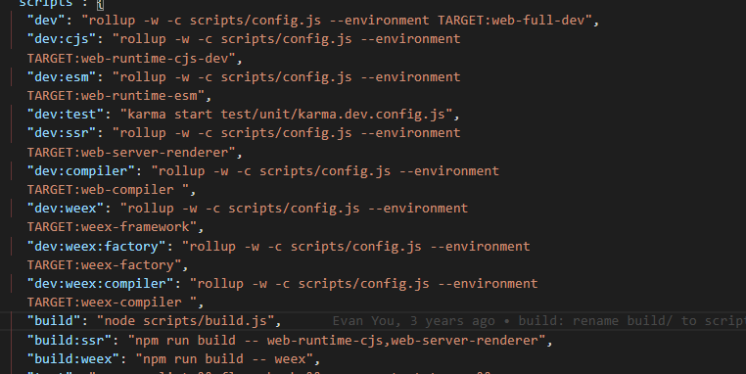 scripts": {
"dev": "rollup -w -c scripts/config.js --environment TARGET:web-full-dev",
"dev:cjs": "rollup -w -c scripts/config.js --environment
TARGET:web-runtime-cjs-dev",
"dev:esm": "rollup -w -c scripts/config.js --environment
TARGET:web-runtime-esm",
"dev:test": "karma start test/unit/karma.dev.config.js",
"dev:ssr": "rollup -w -c scripts/config.js --environment
TARGET:web-server-renderer",
"dev:compiler": "rollup -w -c scripts/config.js --environment
TARGET:web-compiler ",
"dev:weex": "rollup -w -c scripts/config.js --environment
TARGET:weex-framework",
"dev:weex:factory": "rollup -w -c scripts/config.js --environment
TARGET:weex-factory",
"dev:weex:compiler": "rollup -w -c scripts/config.js --environment
TARGET:weex-compiler ",
"build": "node scripts/build.js", Evan You, 3 years ago • build: rename build/ to script
"build:ssr": "npm run build -- web-runtime-cjs,web-server-renderer",
"build:weex": "npm run build -- weex",